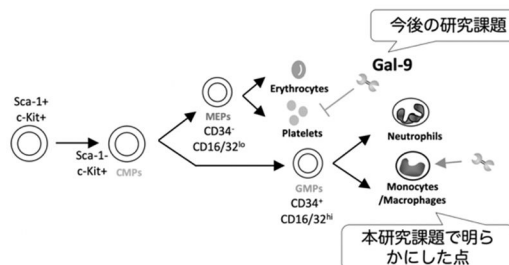 今後の研究課題
Gal-9
Sca-1+
c-Kit+
Sca-1-
c-Kit+
CMPs
MEPs
CD34-
CD16/32lo
Erythrocytes
Platelets
GMPs
CD34+
CD16/32hi
Neutrophils
Monocytes
/Macrophages
本研究課題で明ら
かにした点